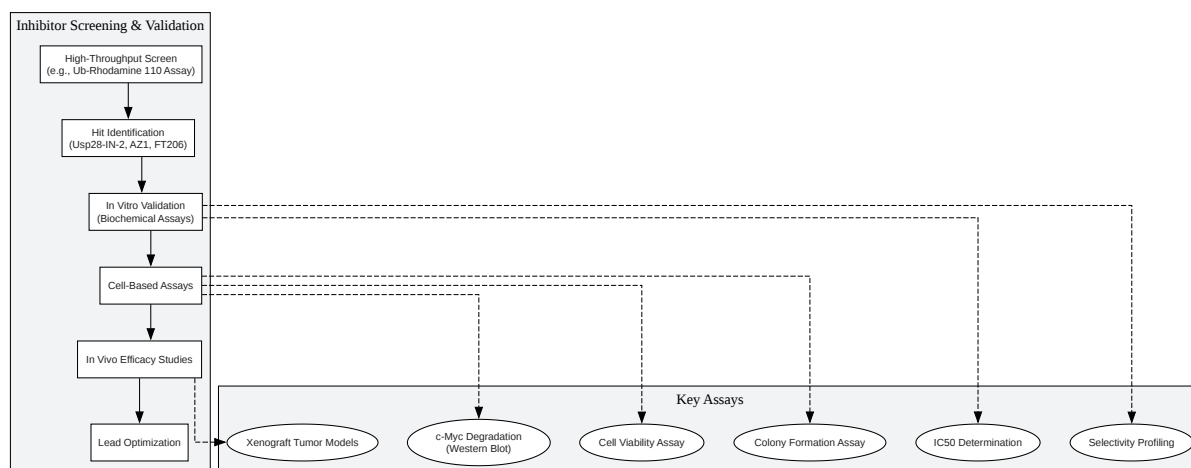 Inhibitor Screening & Validation
High-Throughput Screen
(e.g., Ub-Rhodamine 110 Assay)
Hit Identification
(Usp28-IN-2, AZ1, FT206)
In Vitro Validation
(Biochemical Assays)
Cell-Based Assays
In Vivo Efficacy Studies
Lead Optimization
Key Assays
Xenograft Tumor Models
c-Myc Degradation
(Western Blot)
Cell Viability Assay
Colony Formation Assay
IC50 Determination
Selectivity Profiling